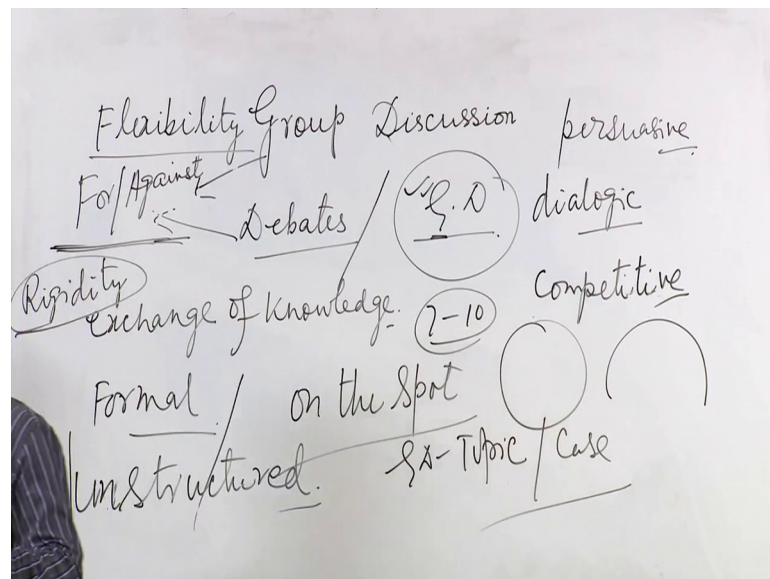 Flexibility Group Discussion persuasive
For/Against
Debates / G.D dialogic
Rigidity
Competitive
exchange of knowledge. 7-10
Formal / on the Spot
unstructured. GD- Topic / Case